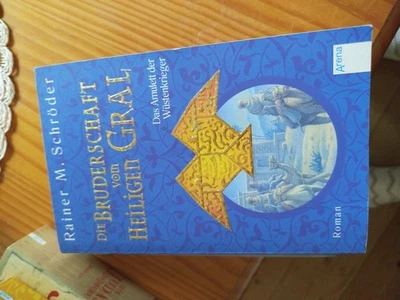 Rainer M. Schröder
DIE BRUDERSCHAFT
VOM
HEILIGEN GRAL
Das Amulett der
Wüstenkrieger
Arena
Roman